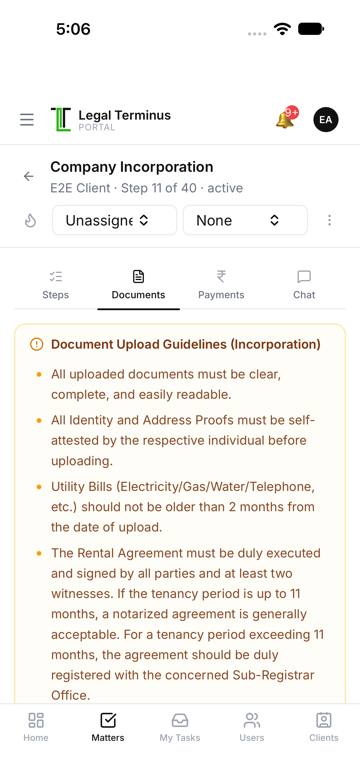 5:06
Legal Terminus
PORTAL
9+
EA
Company Incorporation
E2E Client · Step 11 of 40 · active
Unassigne
None
Steps
Documents
Payments
Chat
Document Upload Guidelines (Incorporation)
• All uploaded documents must be clear,
complete, and easily readable.
• All Identity and Address Proofs must be self-
attested by the respective individual before
uploading.
• Utility Bills (Electricity/Gas/Water/Telephone,
etc.) should not be older than 2 months from
the date of upload.
• The Rental Agreement must be duly executed
and signed by all parties and at least two
witnesses. If the tenancy period is up to 11
months, a notarized agreement is generally
acceptable. For a tenancy period exceeding 11
months, the agreement should be duly
registered with the concerned Sub-Registrar
Office.
Home
Matters
My Tasks
Users
Clients